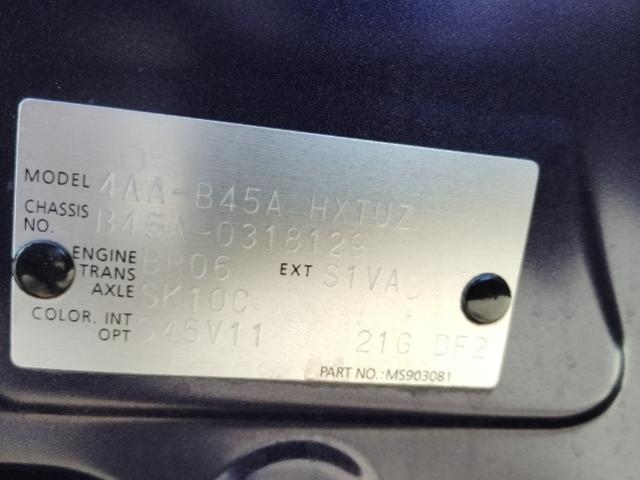 MODEL 4AA-B45A HXTUZ
CHASSIS NO. B45A-0318129
ENGINE BR06 EXT S1VA
TRANS AXLE SK10C
COLOR. INT
OPT S45V11 21G DF2
PART NO.: MS903081